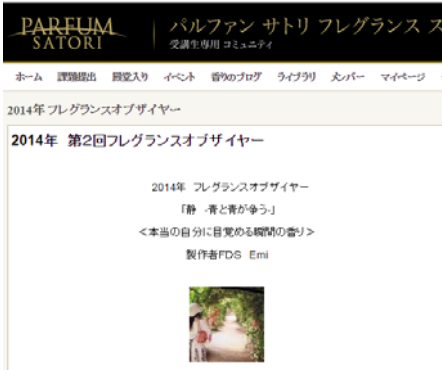 PARFUM
SATORI
パルファン サトリ フレグランス ス
受講生専用 コミュニティ
ホーム 課題提出 殿堂入り イベント 香りのブログ ライブラリ メンバー マイページ
2014年 フレグランスオブザイヤー
2014年 第2回フレグランスオブザイヤー
2014年 フレグランスオブザイヤー
「静 -青と青が争う-」
<本当の自分に目覚める瞬間の香り>
製作者FDS Emi